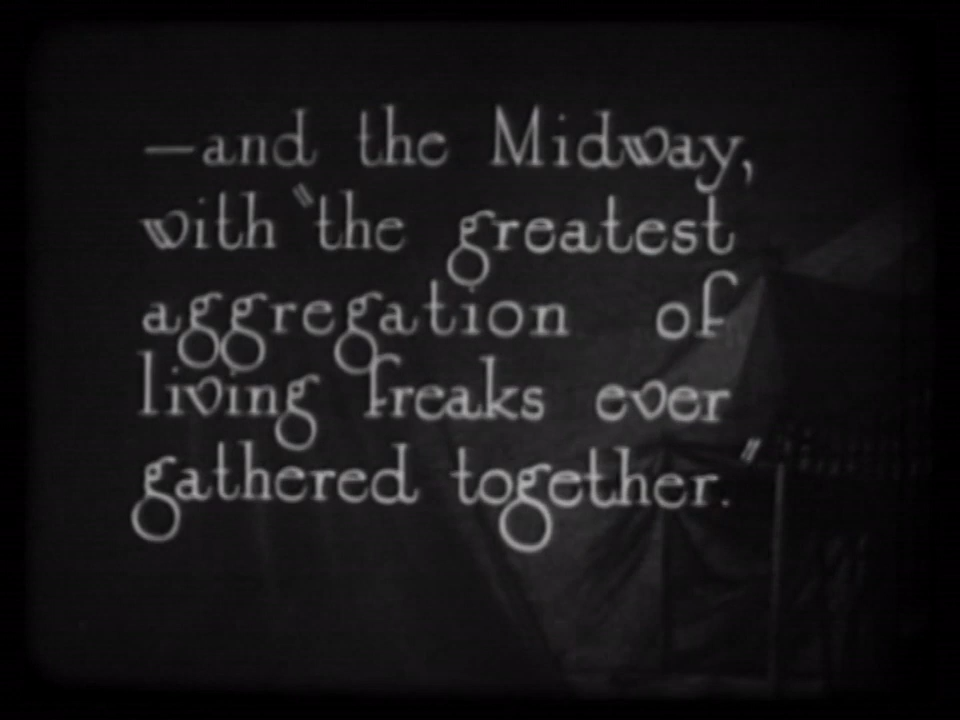 —and the Midway,
with "the greatest
aggregation of
living freaks ever
gathered together."